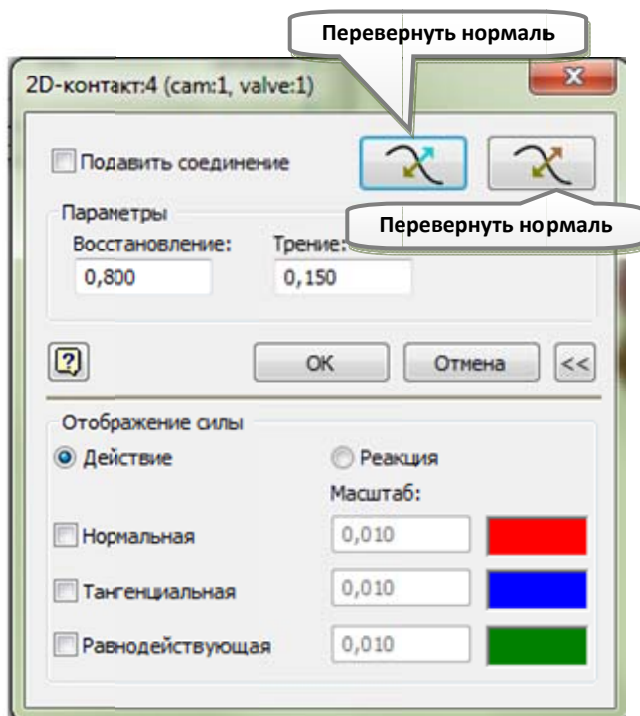 Перевернуть нормаль
2D-контакт:4 (cam:1, valve:1)
Подавить соединение
Перевернуть нормаль
Параметры
Восстановление: Трение:
0,800 0,150
OK Отмена <<
Отображение силы
Действие Реакция
Масштаб:
Нормальная 0,010
Тангенциальная 0,010
Равнодействующая 0,010